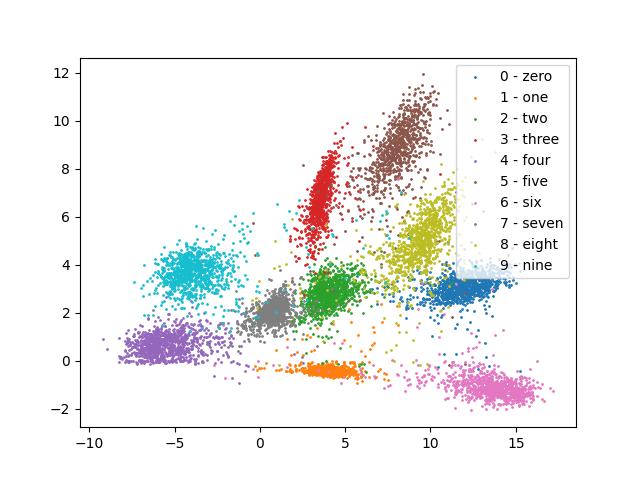 12
10
8
6
4
2
0
−2
−10
−5
0
5
10
15
0 - zero
1 - one
2 - two
3 - three
4 - four
5 - five
6 - six
7 - seven
8 - eight
9 - nine